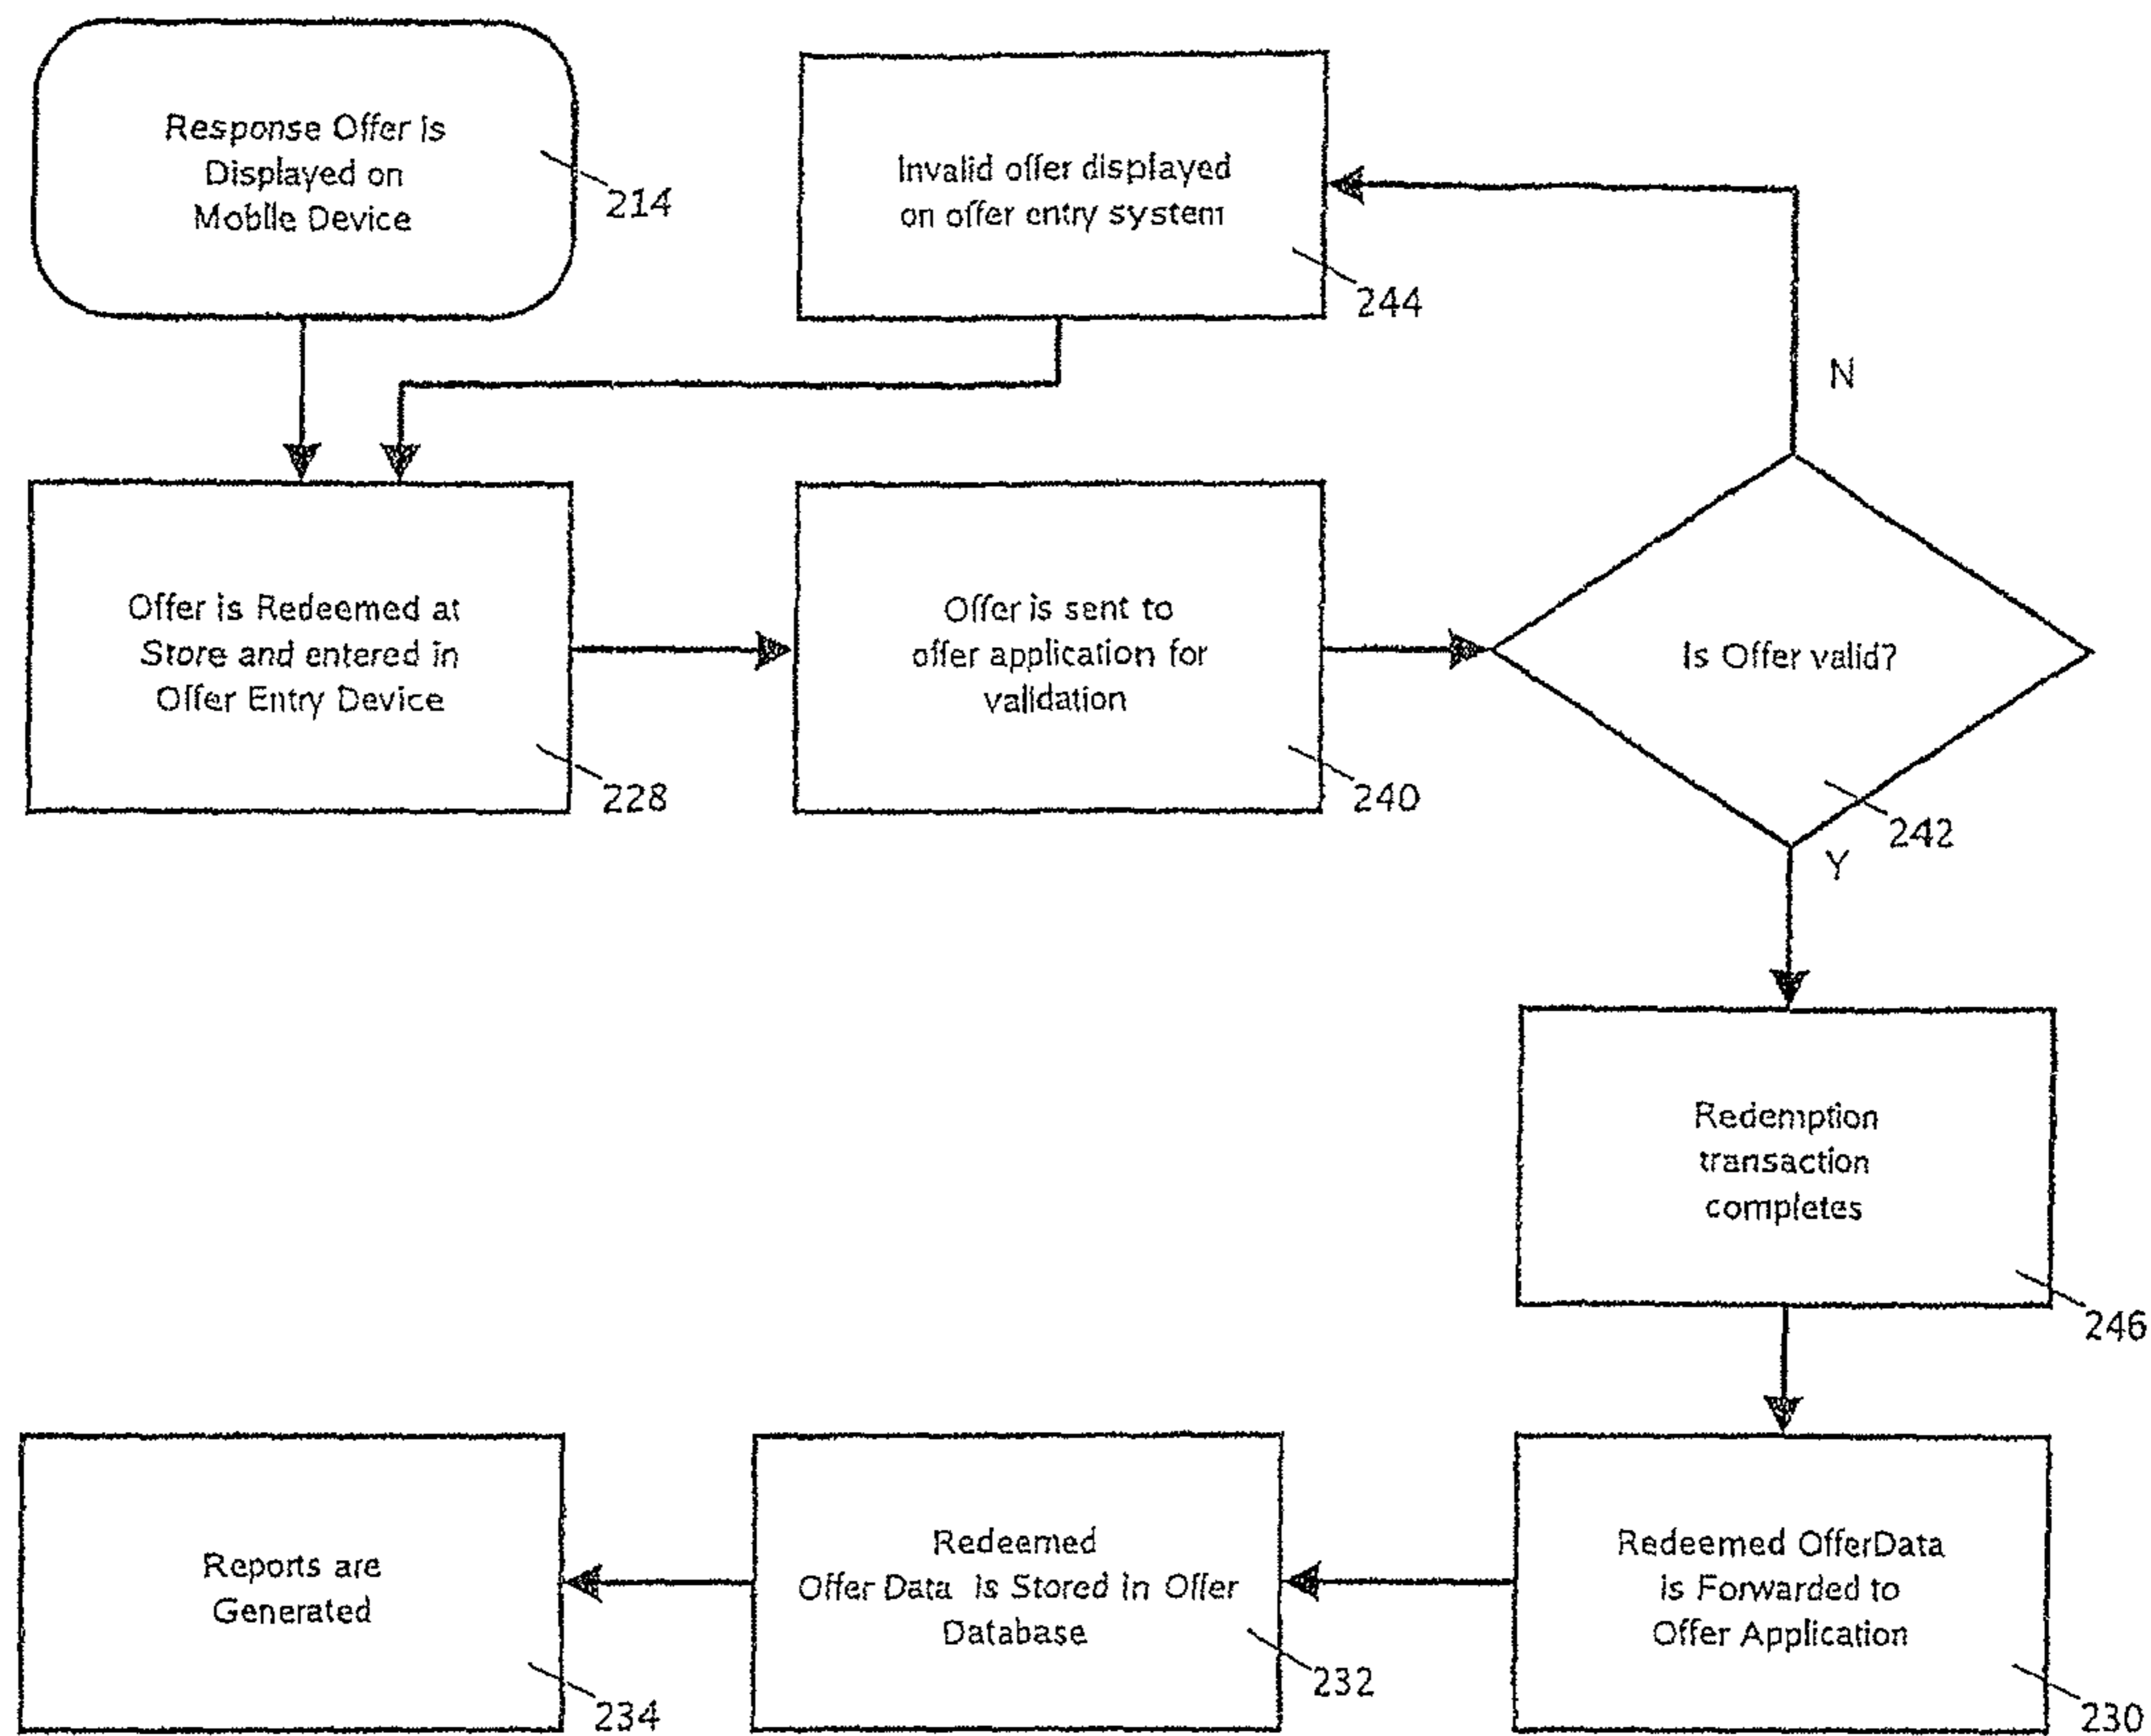 Response Offer is
Displayed on
Mobile Device
214
Invalid offer displayed
on offer entry system
244
N
Offer is Redeemed at
Store and entered in
Offer Entry Device
228
Offer is sent to
offer application for
validation
240
Is Offer valid?
242
Y
Redemption
transaction
completes
246
Reports are
Generated
234
Redeemed
Offer Data is Stored in Offer
Database
232
Redeemed OfferData
is Forwarded to
Offer Application
230